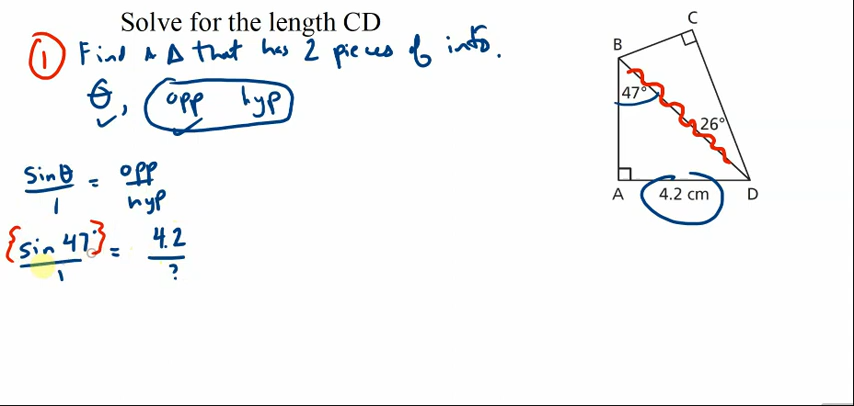 Solve for the length CD
① Find a Δ that has 2 pieces of info.
θ, opp hyp
sinθ/1 = opp/hyp
{sin 47°}/1 = 4.2/?
C
B
47°
26°
A 4.2 cm D